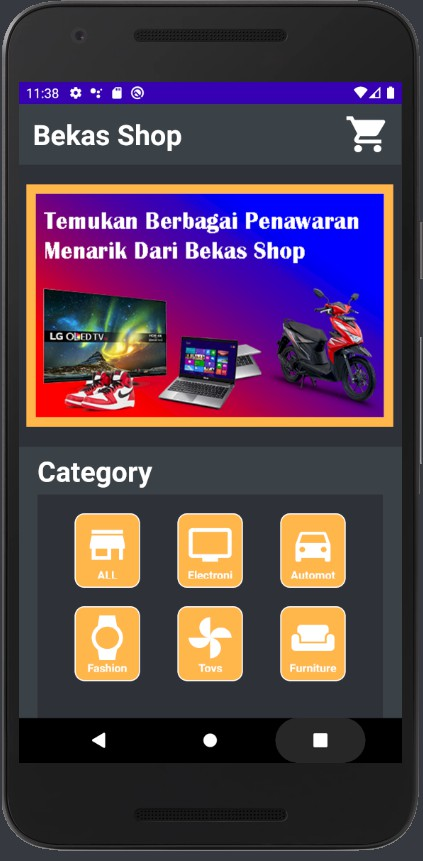 11:38
Bekas Shop
Temukan Berbagai Penawaran
Menarik Dari Bekas Shop
LG OLED TV
Category
ALL
Electroni
Automot
Fashion
Toys
Furniture